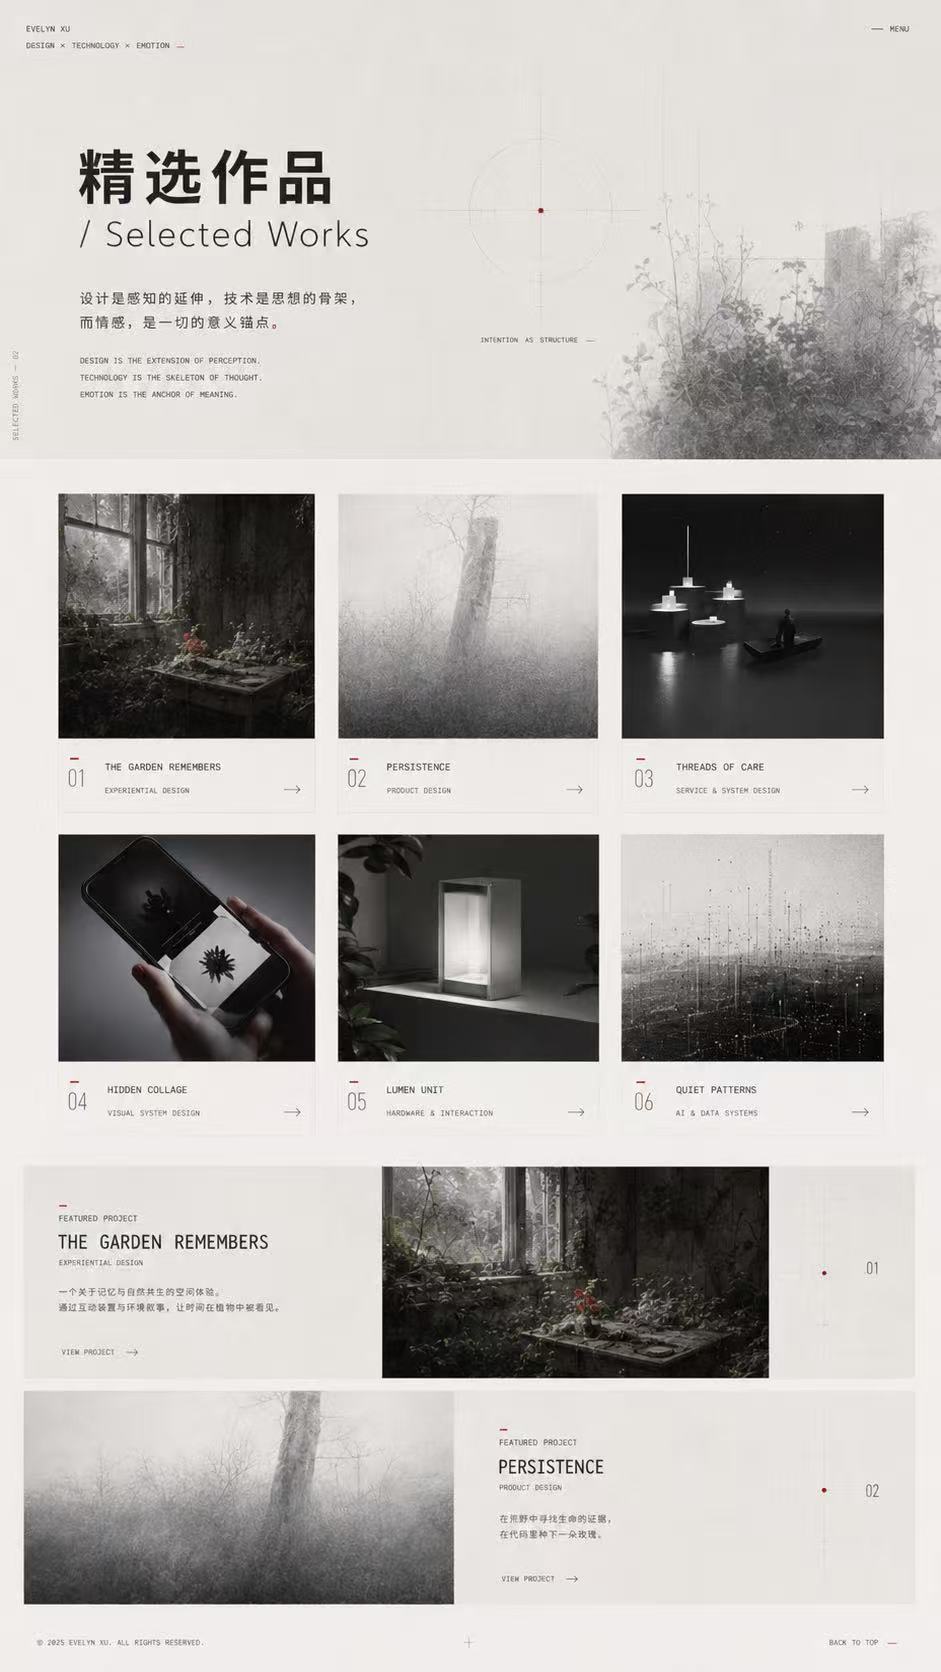 EVELYN XU
DESIGN × TECHNOLOGY × EMOTION —
— MENU
精选作品
/ Selected Works
设计是感知的延伸，技术是思想的骨架，
而情感，是一切的意义锚点。
DESIGN IS THE EXTENSION OF PERCEPTION.
TECHNOLOGY IS THE SKELETON OF THOUGHT.
EMOTION IS THE ANCHOR OF MEANING.
INTENTION AS STRUCTURE —
SELECTED WORKS — 02
01
THE GARDEN REMEMBERS
EXPERIENTIAL DESIGN
02
PERSISTENCE
PRODUCT DESIGN
03
THREADS OF CARE
SERVICE & SYSTEM DESIGN
04
HIDDEN COLLAGE
VISUAL SYSTEM DESIGN
05
LUMEN UNIT
HARDWARE & INTERACTION
06
QUIET PATTERNS
AI & DATA SYSTEMS
FEATURED PROJECT
THE GARDEN REMEMBERS
EXPERIENTIAL DESIGN
一个关于记忆与自然共生的空间体验。
通过互动装置与环境叙事，让时间在植物中被看见。
VIEW PROJECT →
01
FEATURED PROJECT
PERSISTENCE
PRODUCT DESIGN
在荒野中寻找生命的证据，
在代码里种下一朵玫瑰。
VIEW PROJECT →
02
© 2025 EVELYN XU. ALL RIGHTS RESERVED.
BACK TO TOP —